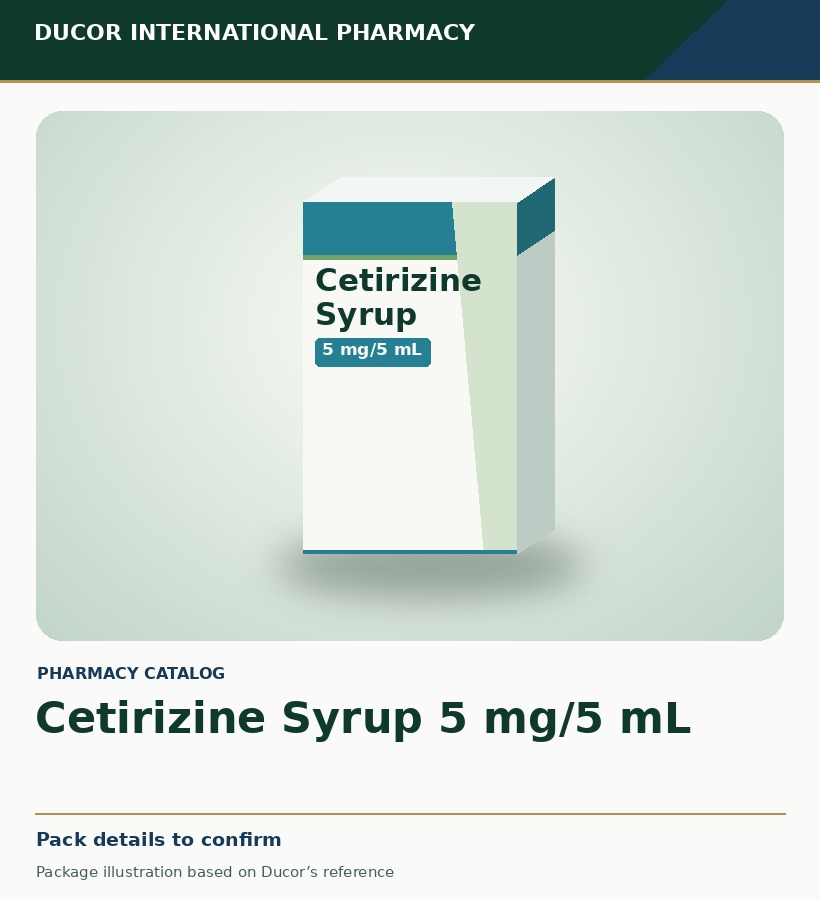 DUCOR INTERNATIONAL PHARMACY
Cetirizine
Syrup
5 mg/5 mL
PHARMACY CATALOG
Cetirizine Syrup 5 mg/5 mL
Pack details to confirm
Package illustration based on Ducor’s reference